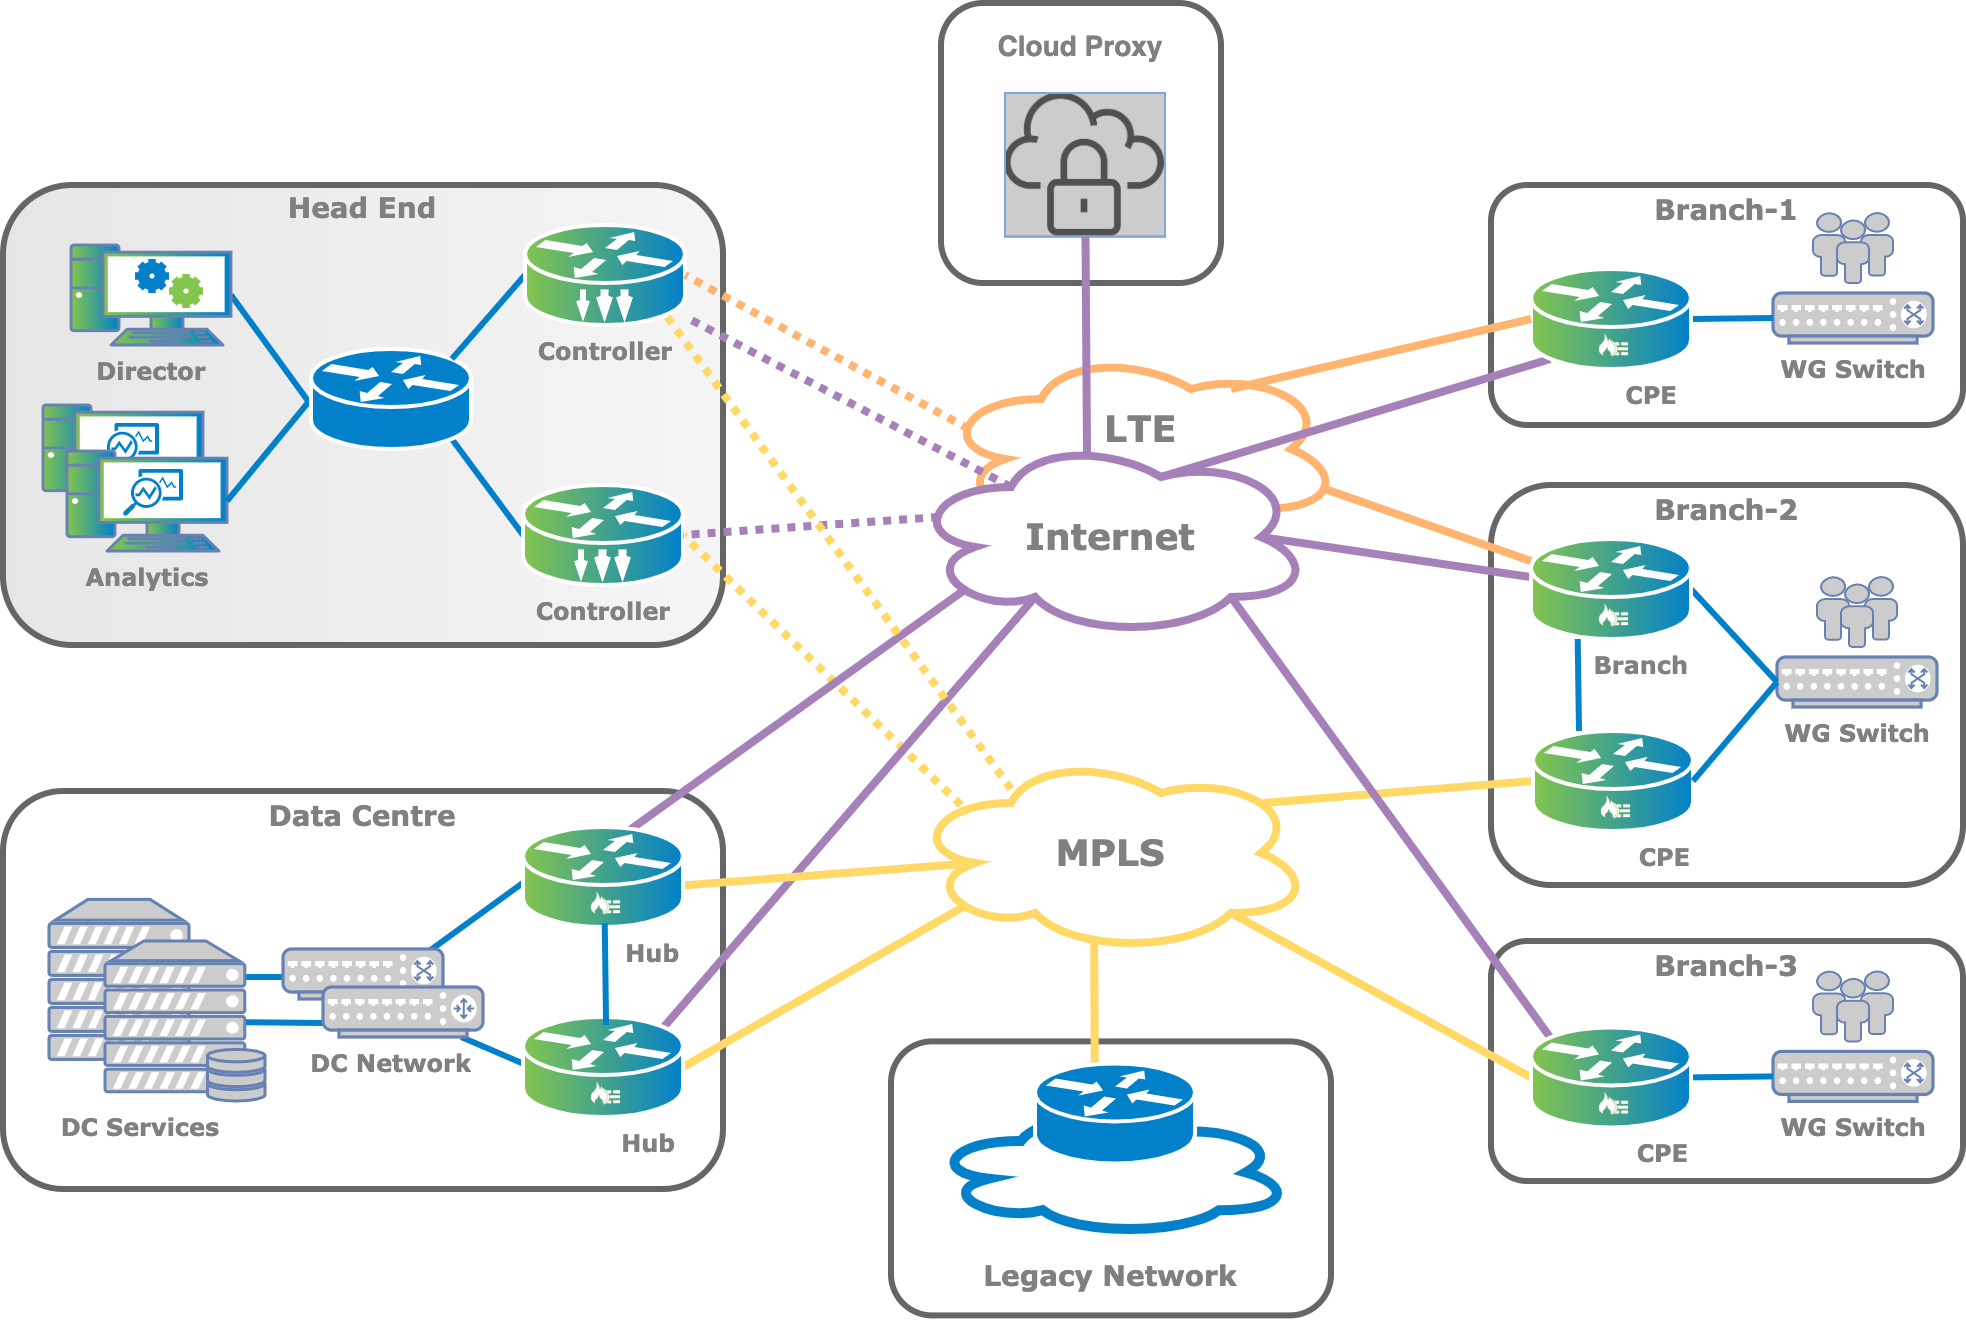 Cloud Proxy
Head End
Director
Analytics
Controller
Controller
LTE
Internet
MPLS
Branch-1
CPE
WG Switch
Branch-2
Branch
WG Switch
CPE
Branch-3
CPE
WG Switch
Data Centre
Hub
Hub
DC Network
DC Services
Legacy Network